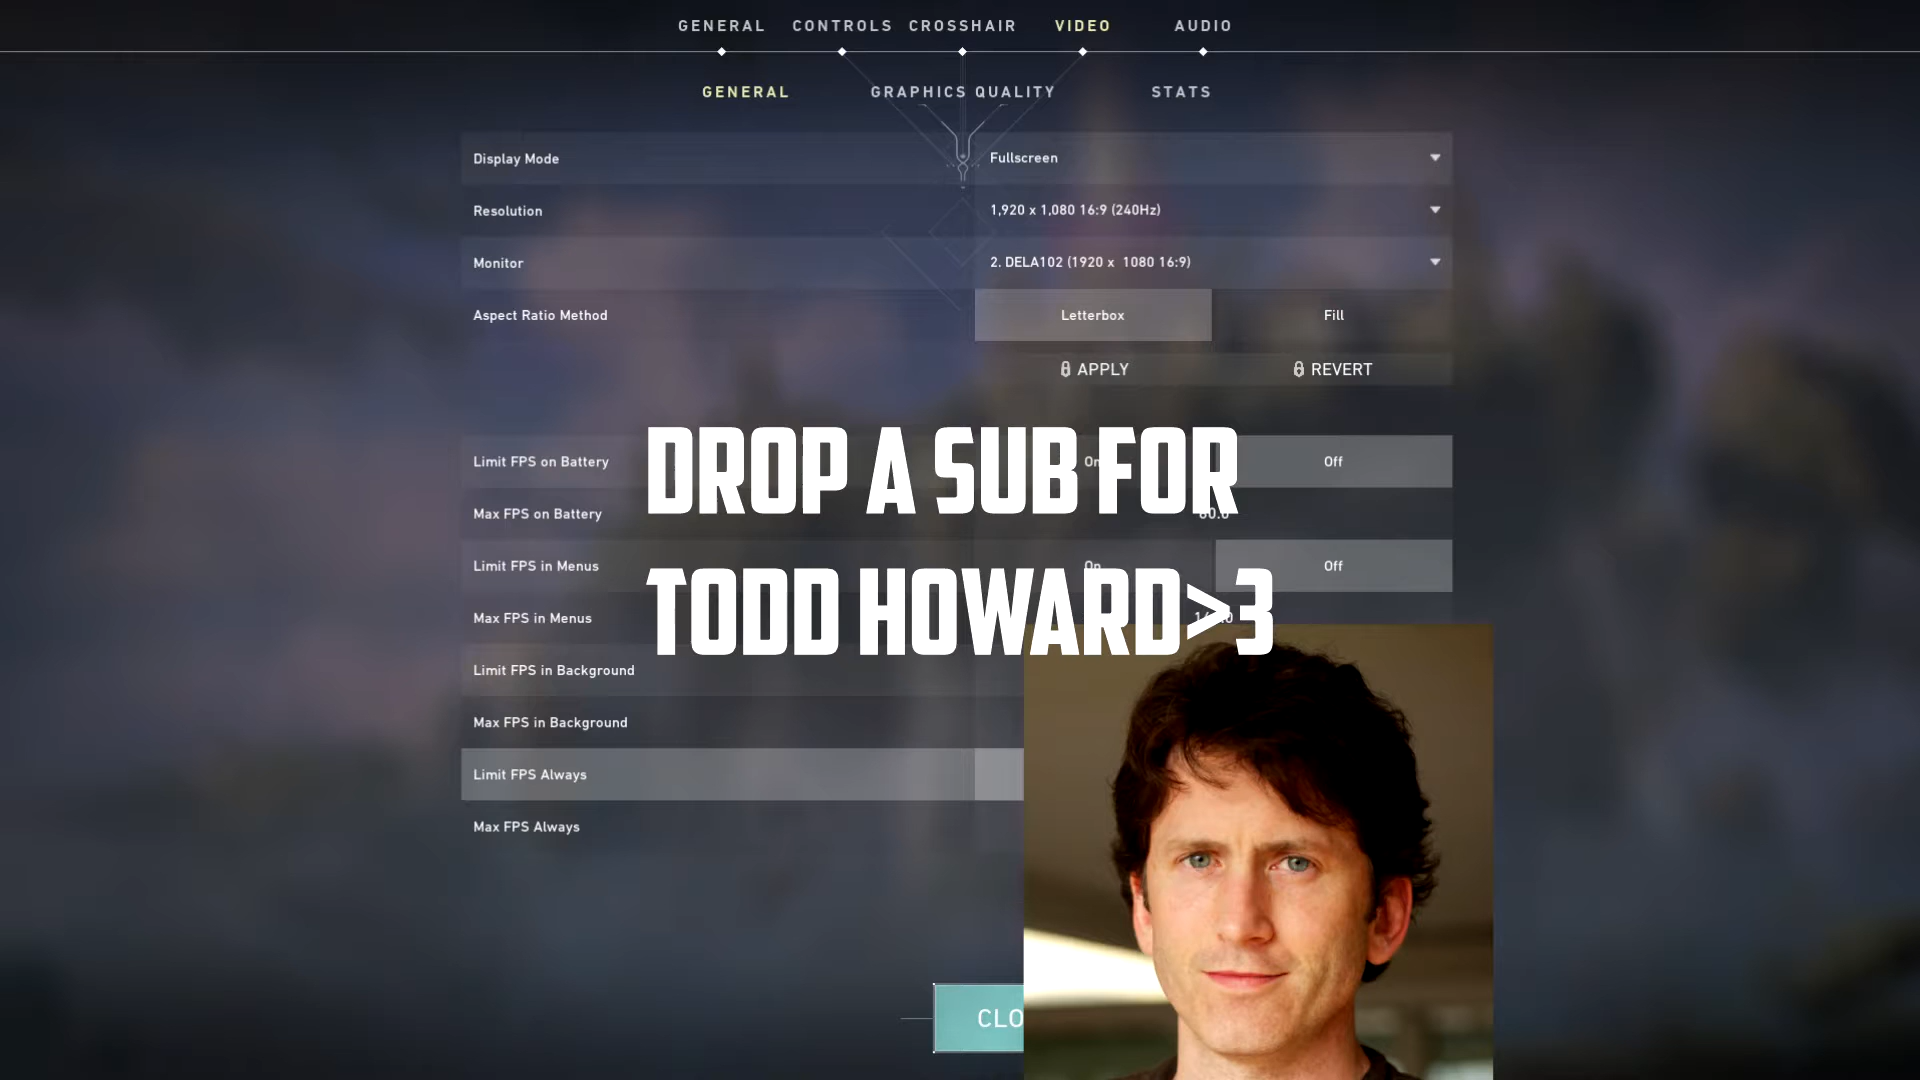 GENERAL CONTROLS CROSSHAIR VIDEO AUDIO
GENERAL GRAPHICS QUALITY STATS
Display Mode Fullscreen
Resolution 1,920 x 1,080 16:9 (240Hz)
Monitor 2. DELA102 (1920 x 1080 16:9)
Aspect Ratio Method Letterbox Fill
APPLY REVERT
Limit FPS on Battery On Off
DROP A SUB FOR
Max FPS on Battery
Limit FPS in Menus On Off
TODD HOWARD>3
Max FPS in Menus
Limit FPS in Background
Max FPS in Background
Limit FPS Always
Max FPS Always
CLO